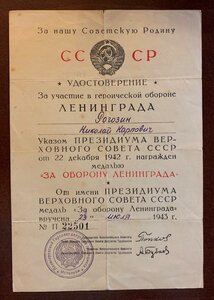 За нашу Советскую Родину
СС СР
УДОСТОВЕРЕНИЕ
За участие в героической обороне
ЛЕНИНГРАДА
Рогозин
Николай Карпович
Указом ПРЕЗИДИУМА ВЕР-
ХОВНОГО СОВЕТА СССР
от 22 декабря 1942 г. награжден
медалью
«ЗА ОБОРОНУ ЛЕНИНГРАДА»
От имени ПРЕЗИДИУМА
ВЕРХОВНОГО СОВЕТА СССР
медаль «За оборону Ленинграда»
вручена 23 июля 1943 г.
№ П 22501